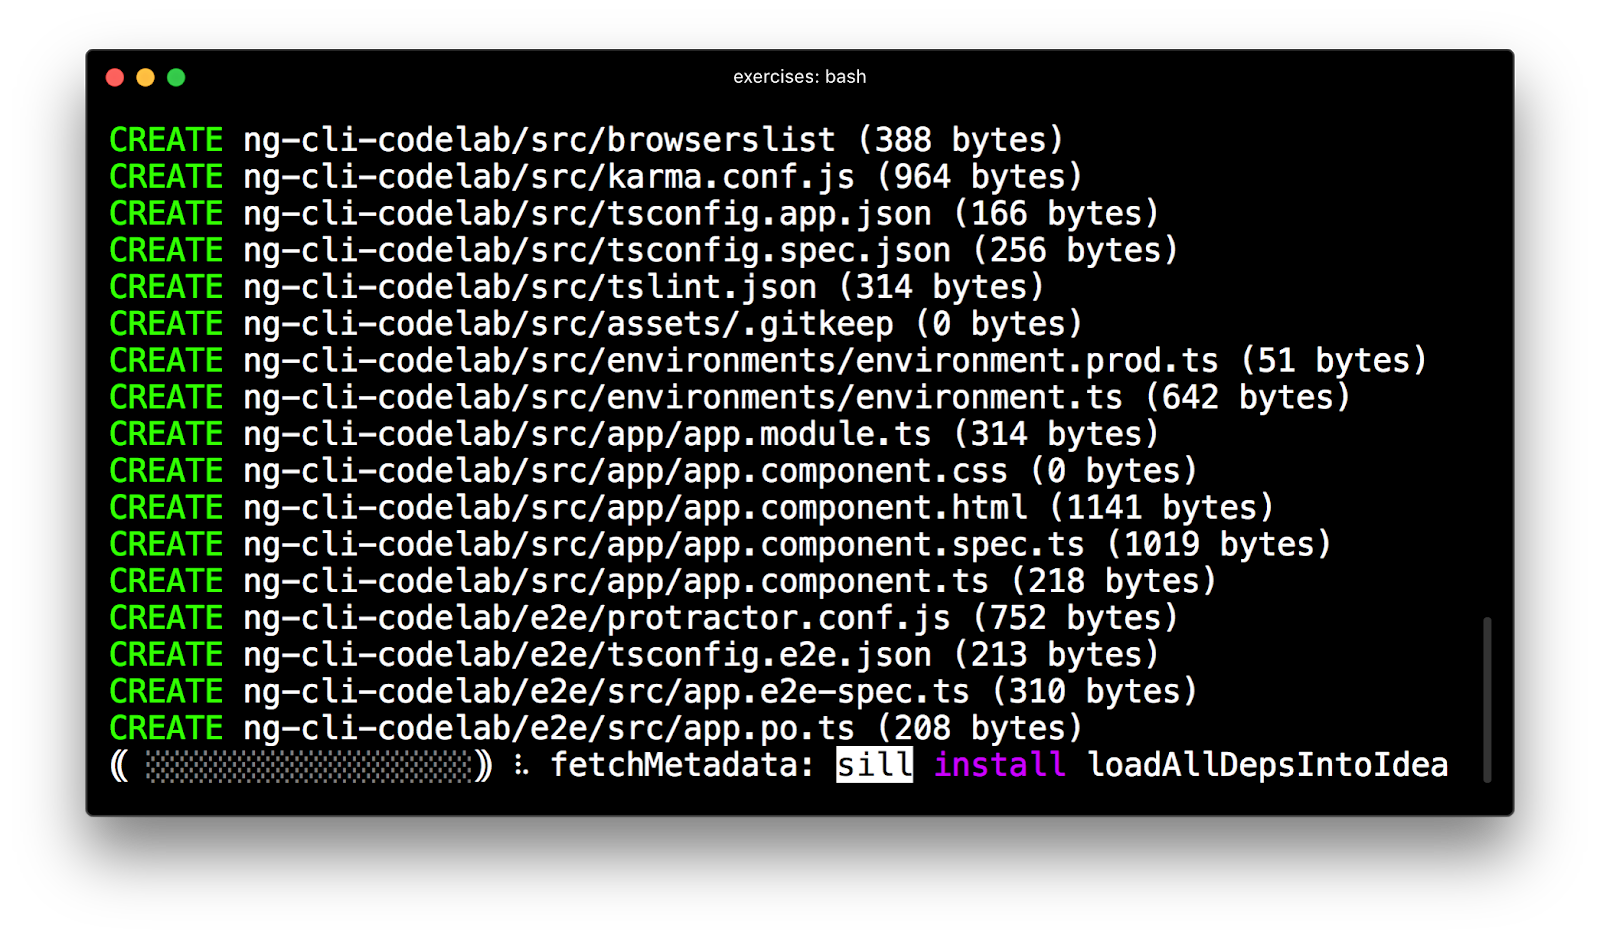 exercises: bash
CREATE ng-cli-codelab/src/browserslist (388 bytes)
CREATE ng-cli-codelab/src/karma.conf.js (964 bytes)
CREATE ng-cli-codelab/src/tsconfig.app.json (166 bytes)
CREATE ng-cli-codelab/src/tsconfig.spec.json (256 bytes)
CREATE ng-cli-codelab/src/tslint.json (314 bytes)
CREATE ng-cli-codelab/src/assets/.gitkeep (0 bytes)
CREATE ng-cli-codelab/src/environments/environment.prod.ts (51 bytes)
CREATE ng-cli-codelab/src/environments/environment.ts (642 bytes)
CREATE ng-cli-codelab/src/app/app.module.ts (314 bytes)
CREATE ng-cli-codelab/src/app/app.component.css (0 bytes)
CREATE ng-cli-codelab/src/app/app.component.html (1141 bytes)
CREATE ng-cli-codelab/src/app/app.component.spec.ts (1019 bytes)
CREATE ng-cli-codelab/src/app/app.component.ts (218 bytes)
CREATE ng-cli-codelab/e2e/protractor.conf.js (752 bytes)
CREATE ng-cli-codelab/e2e/tsconfig.e2e.json (213 bytes)
CREATE ng-cli-codelab/e2e/src/app.e2e-spec.ts (310 bytes)
CREATE ng-cli-codelab/e2e/src/app.po.ts (208 bytes)
⸨░░░░░░░░░░░░░░░░░░⸩ ⠧ fetchMetadata: sill install loadAllDepsIntoIdea